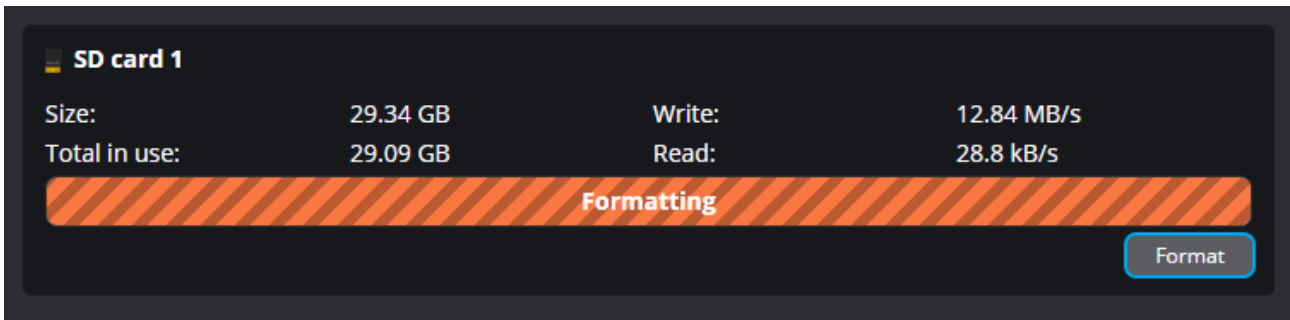 SD card 1
Size: 29.34 GB Write: 12.84 MB/s
Total in use: 29.09 GB Read: 28.8 kB/s
Formatting
Format